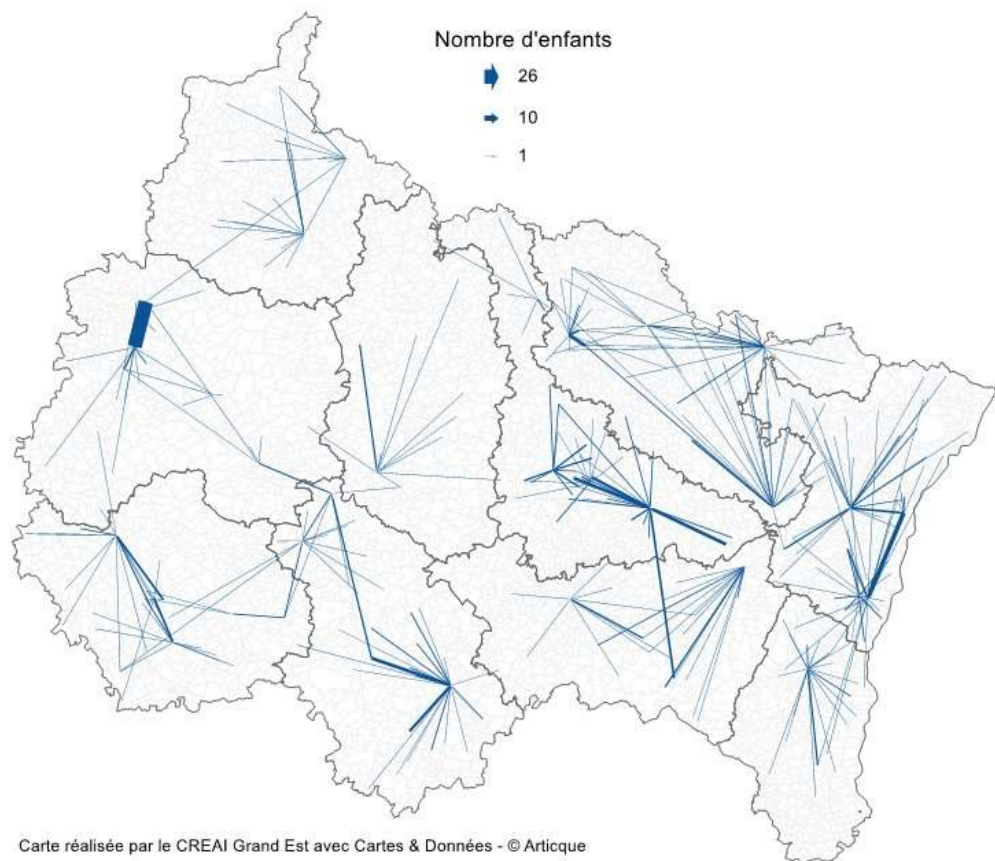 Nombre d'enfants
26
10
1
Carte réalisée par le CREAI Grand Est avec Cartes & Données - © Articque